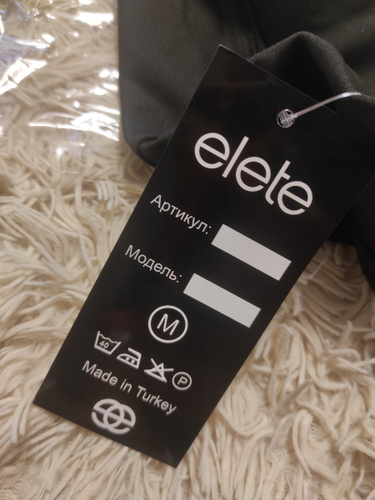 elete
Артикул:
Модель:
M
40 P
Made in Turkey